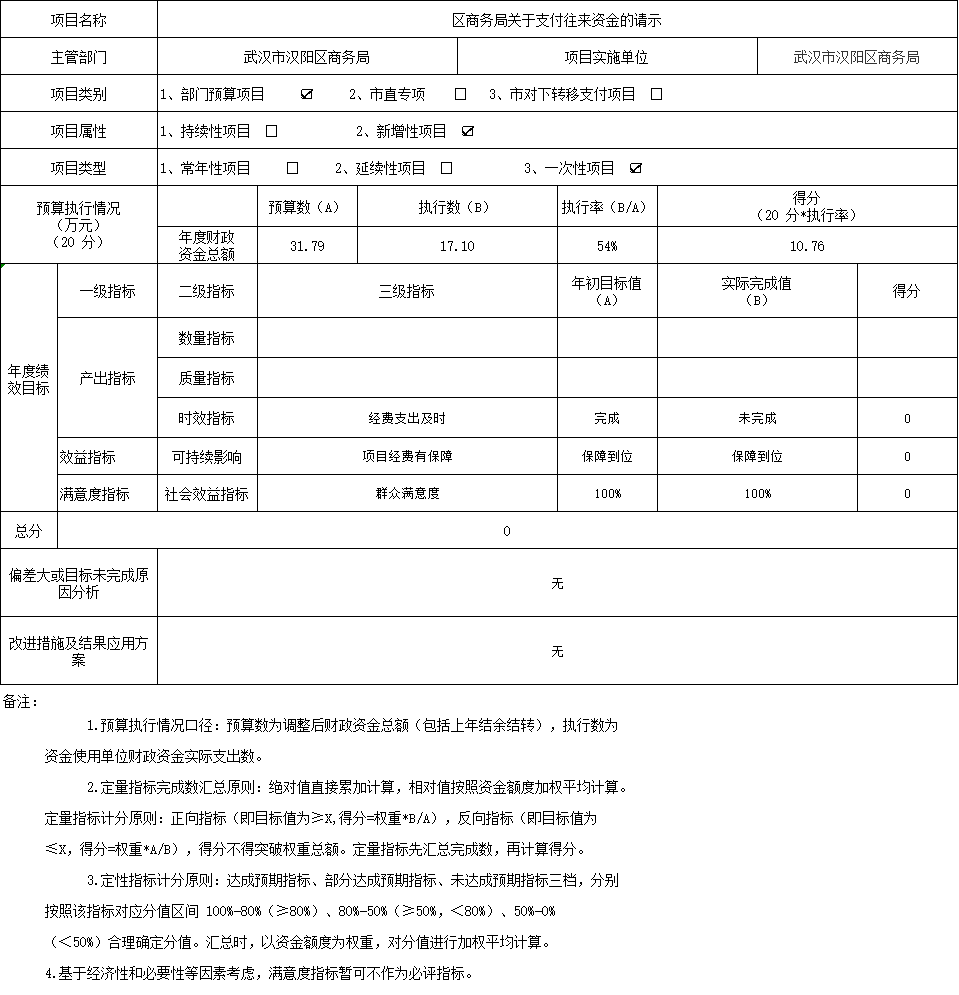 项目名称 区商务局关于支付往来资金的请示
主管部门 武汉市汉阳区商务局 项目实施单位 武汉市汉阳区商务局
项目类别 1、部门预算项目 ☑ 2、市直专项 □ 3、市对下转移支付项目 □
项目属性 1、持续性项目 □ 2、新增性项目 ☑
项目类型 1、常年性项目 □ 2、延续性项目 □ 3、一次性项目 ☑
预算执行情况
（万元）
（20 分）
预算数（A） 执行数（B） 执行率（B/A） 得分
（20 分*执行率）
年度财政
资金总额
31.79 17.10 54% 10.76
年度绩
效目标
一级指标 二级指标 三级指标 年初目标值
（A）
实际完成值
（B）
得分
产出指标
数量指标
质量指标
时效指标 经费支出及时 完成 未完成 0
效益指标 可持续影响 项目经费有保障 保障到位 保障到位 0
满意度指标 社会效益指标 群众满意度 100% 100% 0
总分 0
偏差大或目标未完成原
因分析
无
改进措施及结果应用方
案
无
备注：
1.预算执行情况口径：预算数为调整后财政资金总额（包括上年结余结转），执行数为
资金使用单位财政资金实际支出数。
2.定量指标完成数汇总原则：绝对值直接累加计算，相对值按照资金额度加权平均计算。
定量指标计分原则：正向指标（即目标值为≥X,得分=权重*B/A），反向指标（即目标值为
≤X，得分=权重*A/B），得分不得突破权重总额。定量指标先汇总完成数，再计算得分。
3.定性指标计分原则：达成预期指标、部分达成预期指标、未达成预期指标三档，分别
按照该指标对应分值区间 100%-80%（≥80%）、80%-50%（≥50%，＜80%）、50%-0%
（＜50%）合理确定分值。汇总时，以资金额度为权重，对分值进行加权平均计算。
4.基于经济性和必要性等因素考虑，满意度指标暂可不作为必评指标。